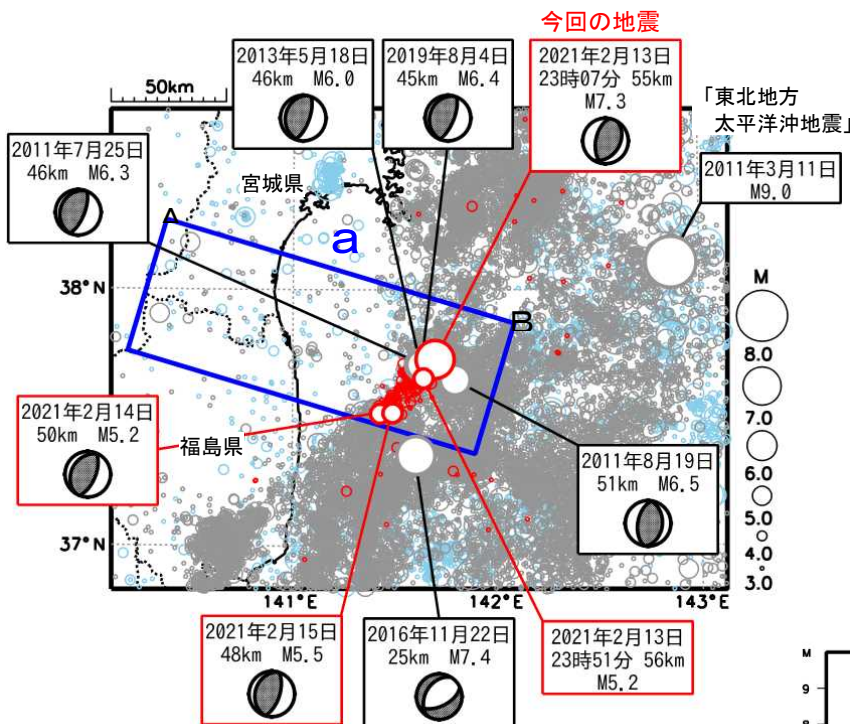 今回の地震
2013年5月18日
46km M6.0
2019年8月4日
45km M6.4
2021年2月13日
23時07分 55km
M7.3
50km
「東北地方
太平洋沖地震」
2011年7月25日
46km M6.3
宮城県
2011年3月11日
M9.0
A
a
38°N
B
M
8.0
7.0
6.0
5.0
4.0
3.0
2021年2月14日
50km M5.2
福島県
2011年8月19日
51km M6.5
37°N
141°E
142°E
143°E
2021年2月15日
48km M5.5
2016年11月22日
25km M7.4
2021年2月13日
23時51分 56km
M5.2
M
9
8